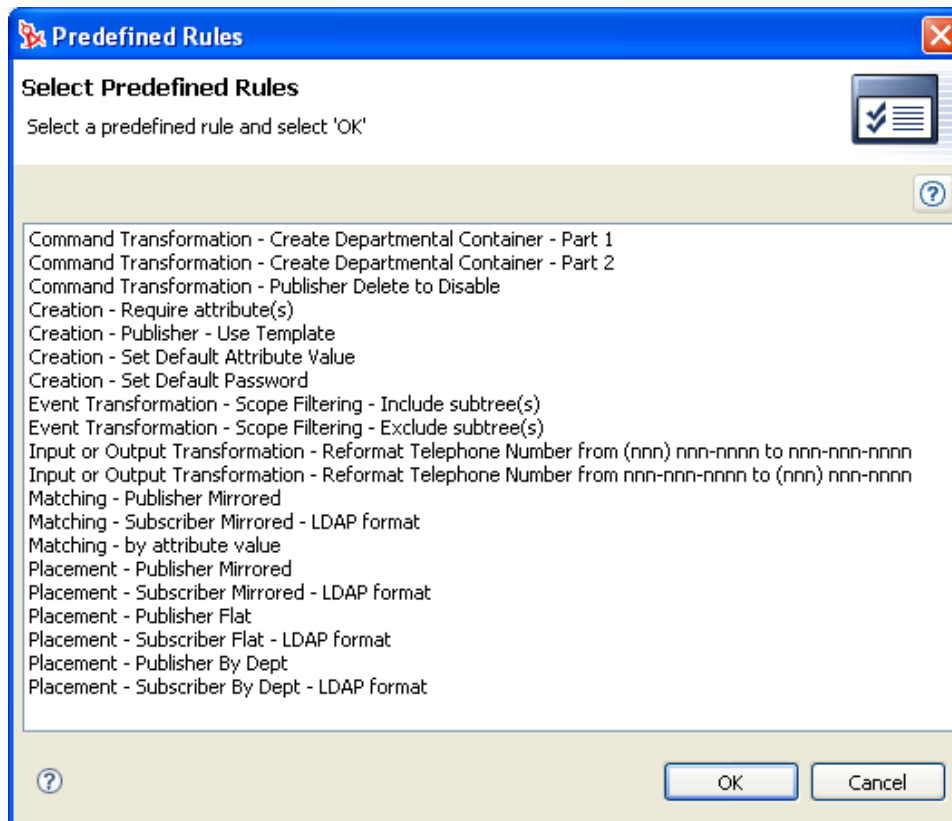 Predefined Rules
Select Predefined Rules
Select a predefined rule and select 'OK'
Command Transformation - Create Departmental Container - Part 1
Command Transformation - Create Departmental Container - Part 2
Command Transformation - Publisher Delete to Disable
Creation - Require attribute(s)
Creation - Publisher - Use Template
Creation - Set Default Attribute Value
Creation - Set Default Password
Event Transformation - Scope Filtering - Include subtree(s)
Event Transformation - Scope Filtering - Exclude subtree(s)
Input or Output Transformation - Reformat Telephone Number from (nnn) nnn-nnnn to nnn-nnn-nnnn
Input or Output Transformation - Reformat Telephone Number from nnn-nnn-nnnn to (nnn) nnn-nnnn
Matching - Publisher Mirrored
Matching - Subscriber Mirrored - LDAP format
Matching - by attribute value
Placement - Publisher Mirrored
Placement - Subscriber Mirrored - LDAP format
Placement - Publisher Flat
Placement - Subscriber Flat - LDAP format
Placement - Publisher By Dept
Placement - Subscriber By Dept - LDAP format
OK
Cancel